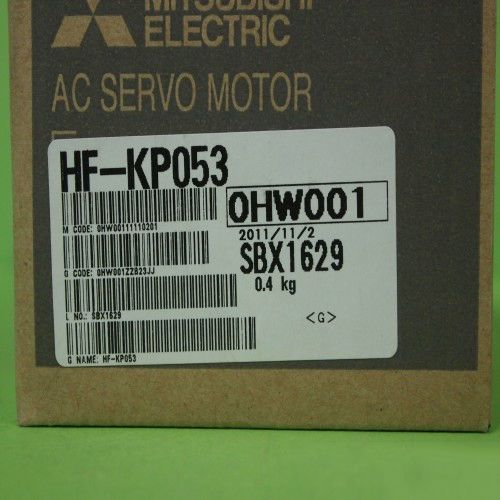 MITSUBISHI
ELECTRIC
AC SERVO MOTOR
HF-KP053
M CODE: 0HW00111110201
0HW001
2011/11/2
SBX1629
0.4 kg
O CODE: 0HW001ZZB23JJ
L NO.: SBX1629
<G>
G NAME: HF-KP053